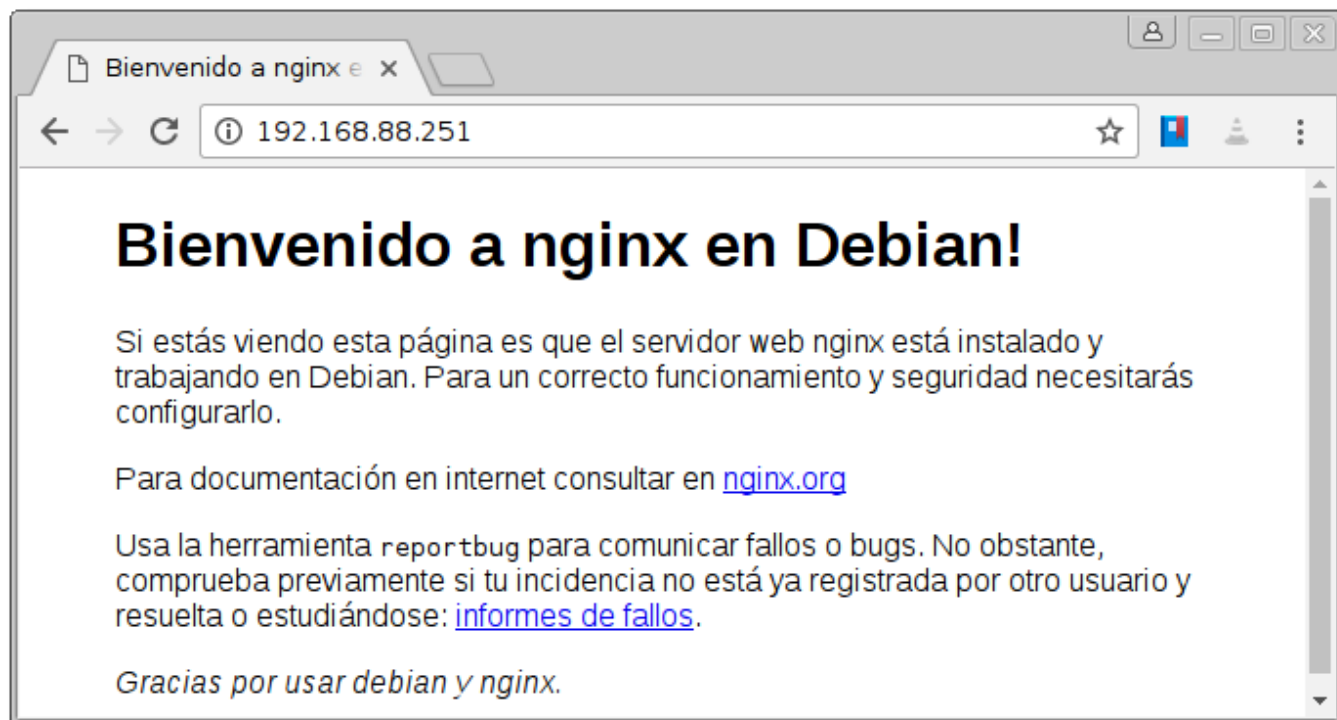 Bienvenido a nginx e
192.168.88.251
Bienvenido a nginx en Debian!
Si estás viendo esta página es que el servidor web nginx está instalado y
trabajando en Debian. Para un correcto funcionamiento y seguridad necesitarás
configurarlo.
Para documentación en internet consultar en nginx.org
Usa la herramienta reportbug para comunicar fallos o bugs. No obstante,
comprueba previamente si tu incidencia no está ya registrada por otro usuario y
resuelta o estudiándose: informes de fallos.
Gracias por usar debian y nginx.